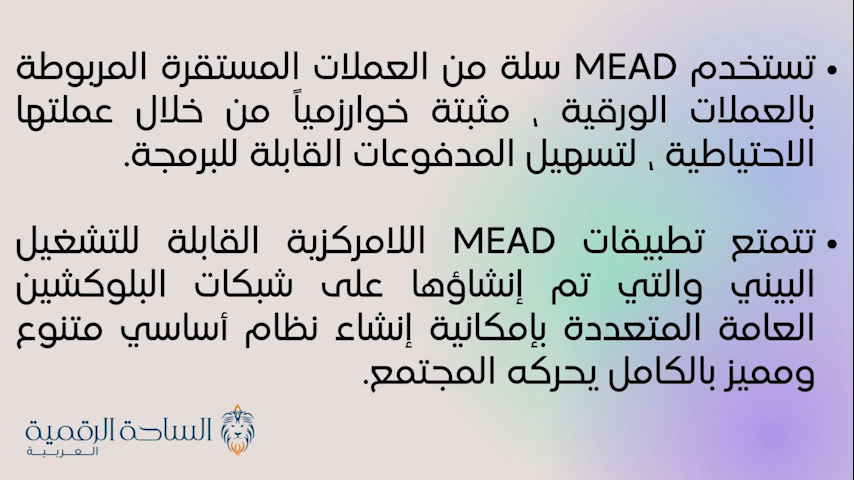 • تستخدم MEAD سلة من العملات المستقرة المربوطة
بالعملات الورقية ، مثبتة خوارزمياً من خلال عملتها
الاحتياطية ، لتسهيل المدفوعات القابلة للبرمجة.
• تتمتع تطبيقات MEAD اللامركزية القابلة للتشغيل
البيني والتي تم إنشاؤها على شبكات البلوكشين
العامة المتعددة بإمكانية إنشاء نظام أساسي متنوع
ومميز بالكامل يحركه المجتمع.
الساحة الرقمية
العربية